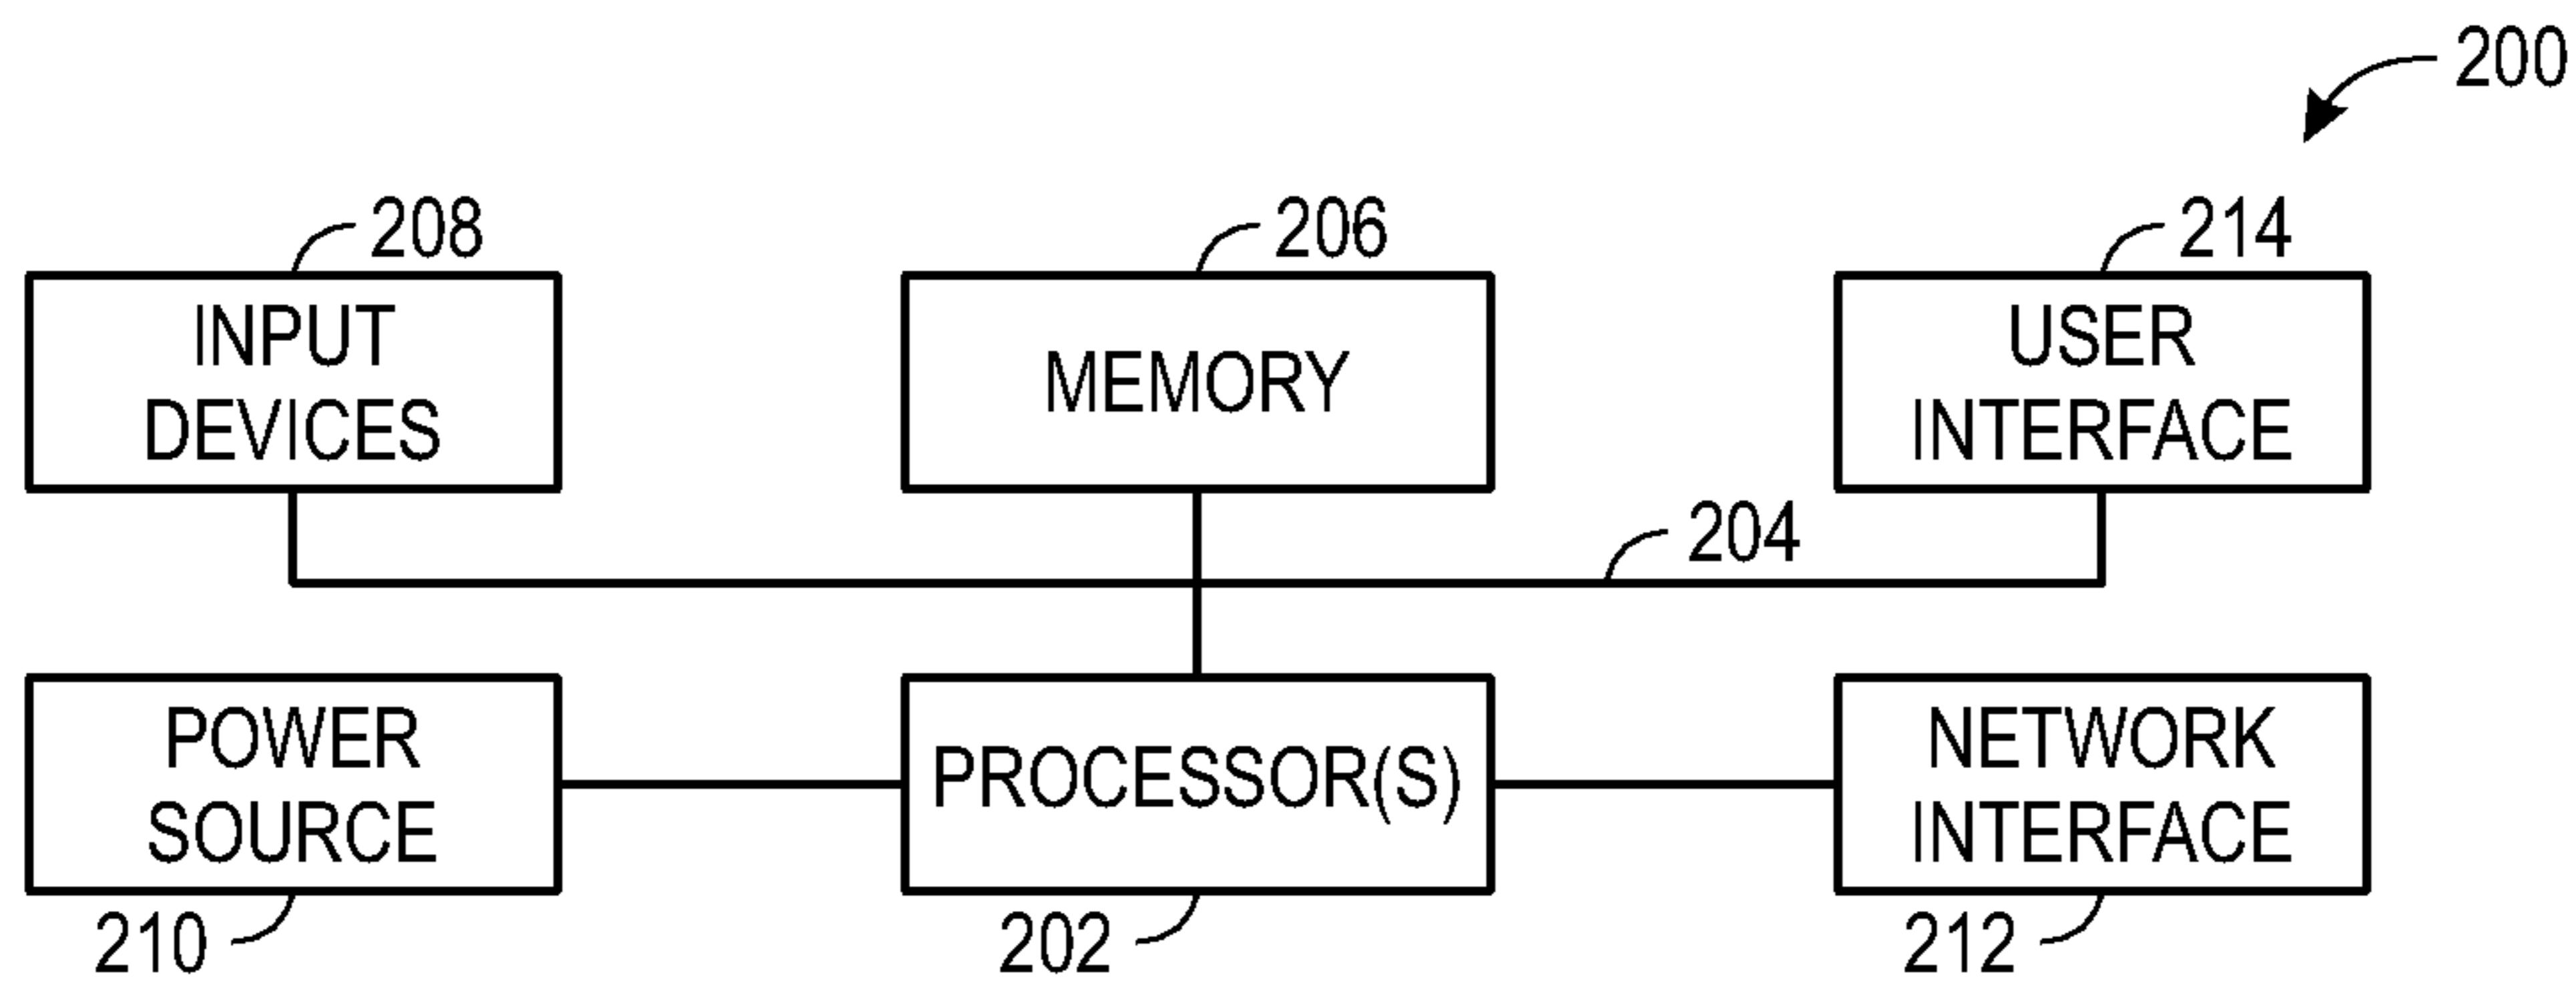 200
208
206
214
INPUT
DEVICES
MEMORY
USER
INTERFACE
204
POWER
SOURCE
PROCESSOR(S)
NETWORK
INTERFACE
210
202
212